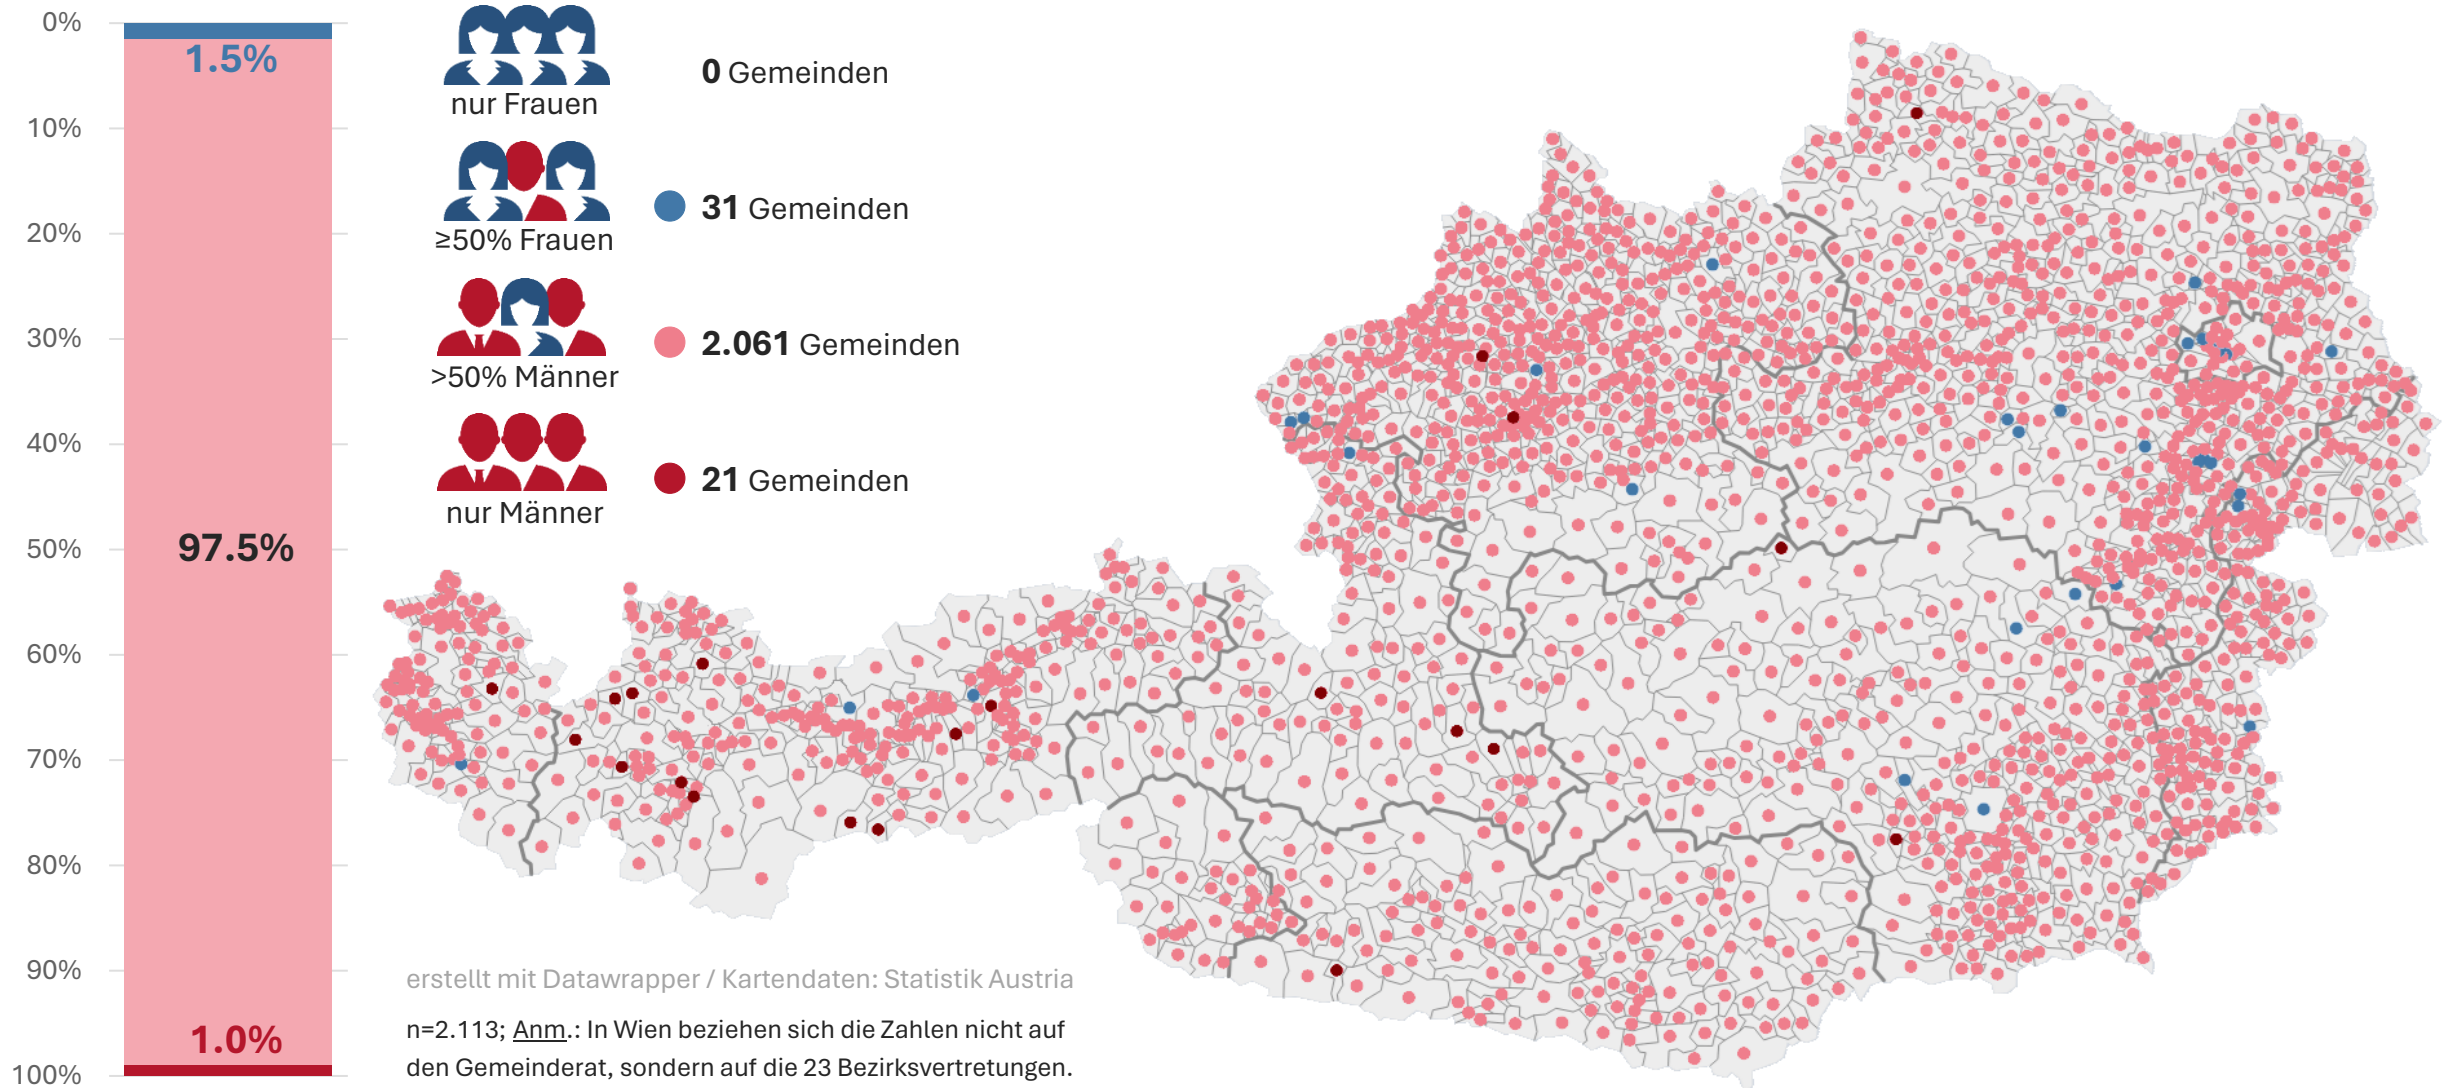 0%
10%
20%
30%
40%
50%
60%
70%
80%
90%
100%
1.5%
97.5%
1.0%
nur Frauen
0 Gemeinden
≥50% Frauen
31 Gemeinden
>50% Männer
2.061 Gemeinden
nur Männer
21 Gemeinden
erstellt mit Datawrapper / Kartendaten: Statistik Austria
n=2.113; Anm.: In Wien beziehen sich die Zahlen nicht auf
den Gemeinderat, sondern auf die 23 Bezirksvertretungen.